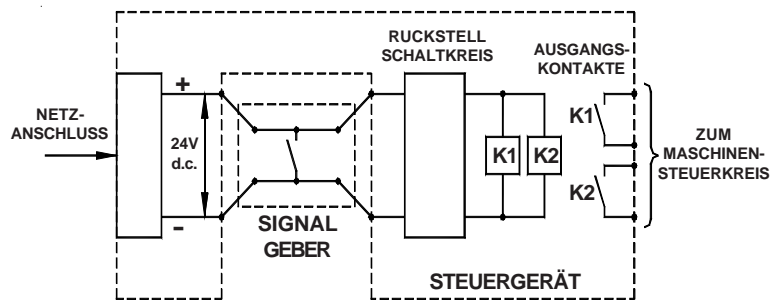 NETZ-
ANSCHLUSS
+
24V
d.c.
-
SIGNAL
GEBER
RUCKSTELL
SCHALTKREIS
K1
K2
AUSGANGS-
KONTAKTE
K1
K2
ZUM
MASCHINEN-
STEUERKREIS
STEUERGERÄT